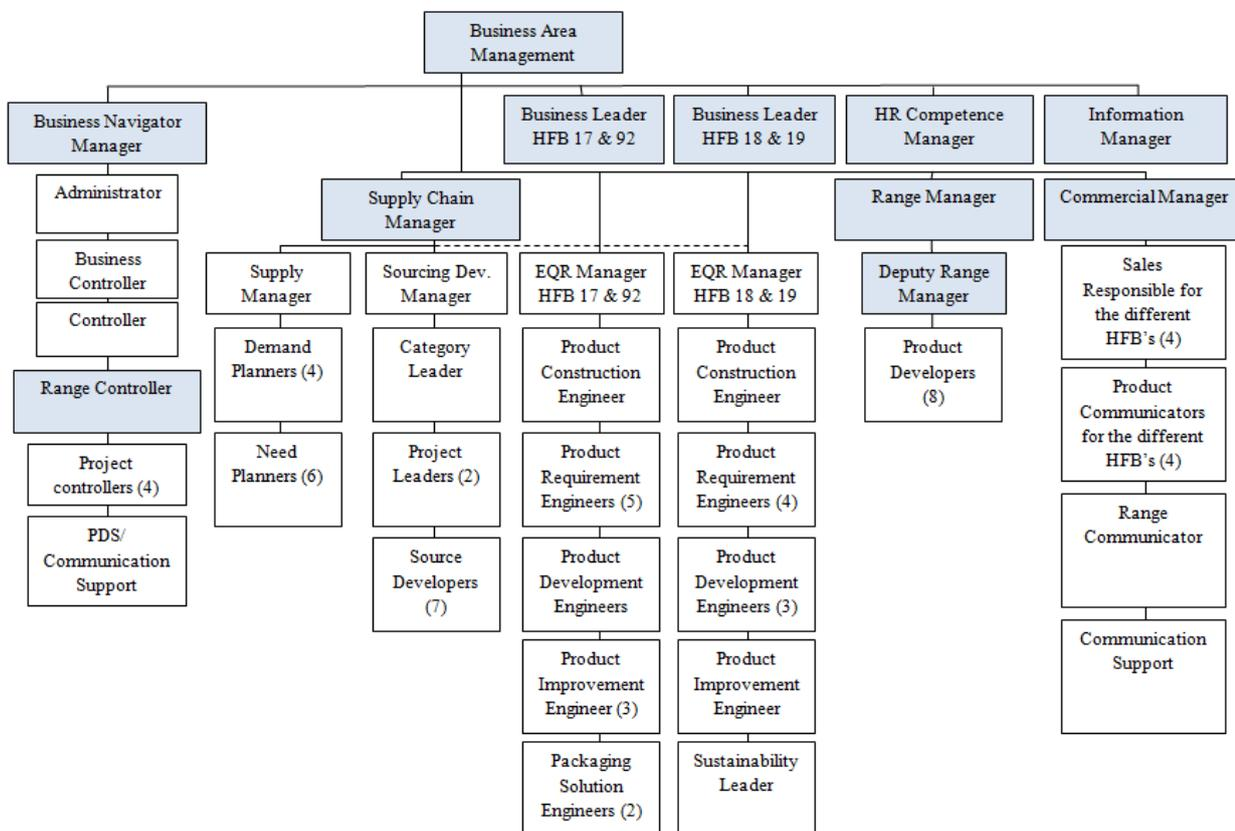 Business Area
Management
Business Navigator
Manager
Business Leader
HFB 17 & 92
Business Leader
HFB 18 & 19
HR Competence
Manager
Information
Manager
Administrator
Business
Controller
Controller
Range Controller
Project
controllers (4)
PDS/
Communication
Support
Supply Chain
Manager
Range Manager
Commercial Manager
Supply
Manager
Demand
Planners (4)
Need
Planners (6)
Sourcing Dev.
Manager
Category
Leader
Project
Leaders (2)
Source
Developers
(7)
EQR Manager
HFB 17 & 92
Product
Construction
Engineer
Product
Requirement
Engineers (5)
Product
Development
Engineers
Product
Improvement
Engineer (3)
Packaging
Solution
Engineers (2)
EQR Manager
HFB 18 & 19
Product
Construction
Engineer
Product
Requirement
Engineers (4)
Product
Development
Engineers (3)
Product
Improvement
Engineer
Sustainability
Leader
Deputy Range
Manager
Product
Developers
(8)
Sales
Responsible for
the different
HFB's (4)
Product
Communicators
for the different
HFB's (4)
Range
Communicator
Communication
Support